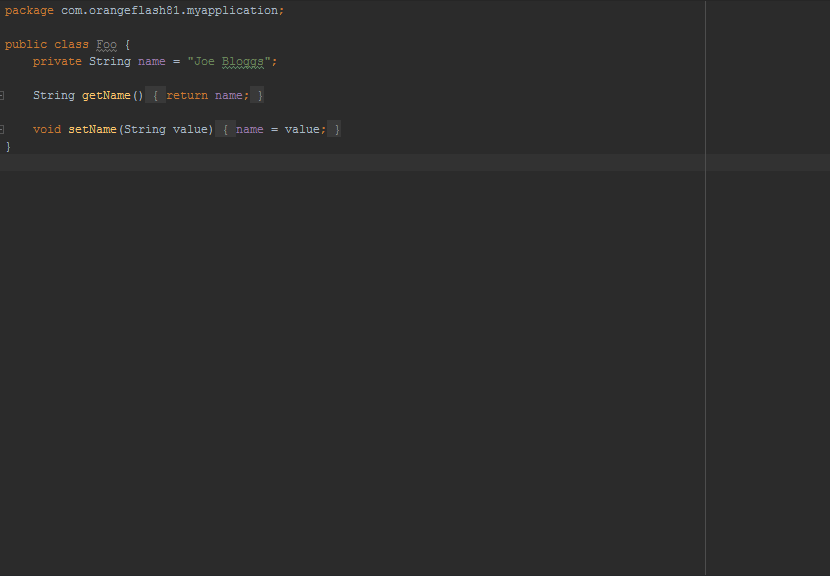 package com.orangeflash81.myapplication;
public class Foo {
private String name = "Joe Bloggs";
String getName() { return name; }
void setName(String value) { name = value; }
}